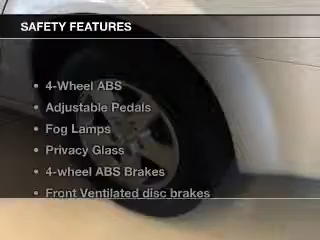 SAFETY FEATURES
• 4-Wheel ABS
• Adjustable Pedals
• Fog Lamps
• Privacy Glass
• 4-wheel ABS Brakes
• Front Ventilated disc brakes